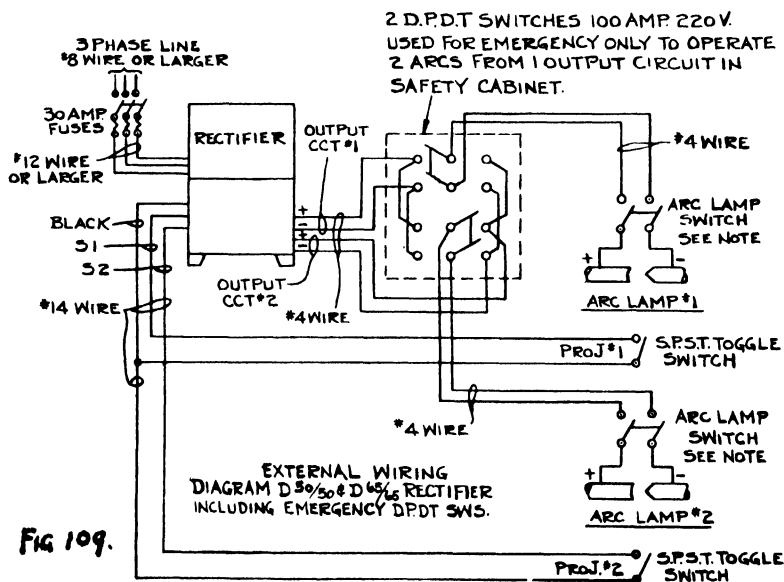 2 D.P.D.T SWITCHES 100 AMP. 220 V.
USED FOR EMERGENCY ONLY TO OPERATE
2 ARCS FROM 1 OUTPUT CIRCUIT IN
SAFETY CABINET.
3 PHASE LINE
#8 WIRE OR LARGER
30 AMP.
FUSES
#12 WIRE
OR LARGER
RECTIFIER
OUTPUT
CCT#1
#4 WIRE
ARC LAMP
SWITCH
SEE NOTE
+ -
ARC LAMP #1
BLACK
S1
S2
#14 WIRE
+
-
+
-
OUTPUT
CCT#2
#4 WIRE
PROJ#1
S.P.S.T. TOGGLE
SWITCH
#4 WIRE
ARC LAMP
SWITCH
SEE NOTE
+ -
ARC LAMP #2
EXTERNAL WIRING
DIAGRAM D 50/50 & D 65/65 RECTIFIER
INCLUDING EMERGENCY D.P.D.T SWS.
FIG 109.
PROJ.#2
S.P.S.T. TOGGLE
SWITCH